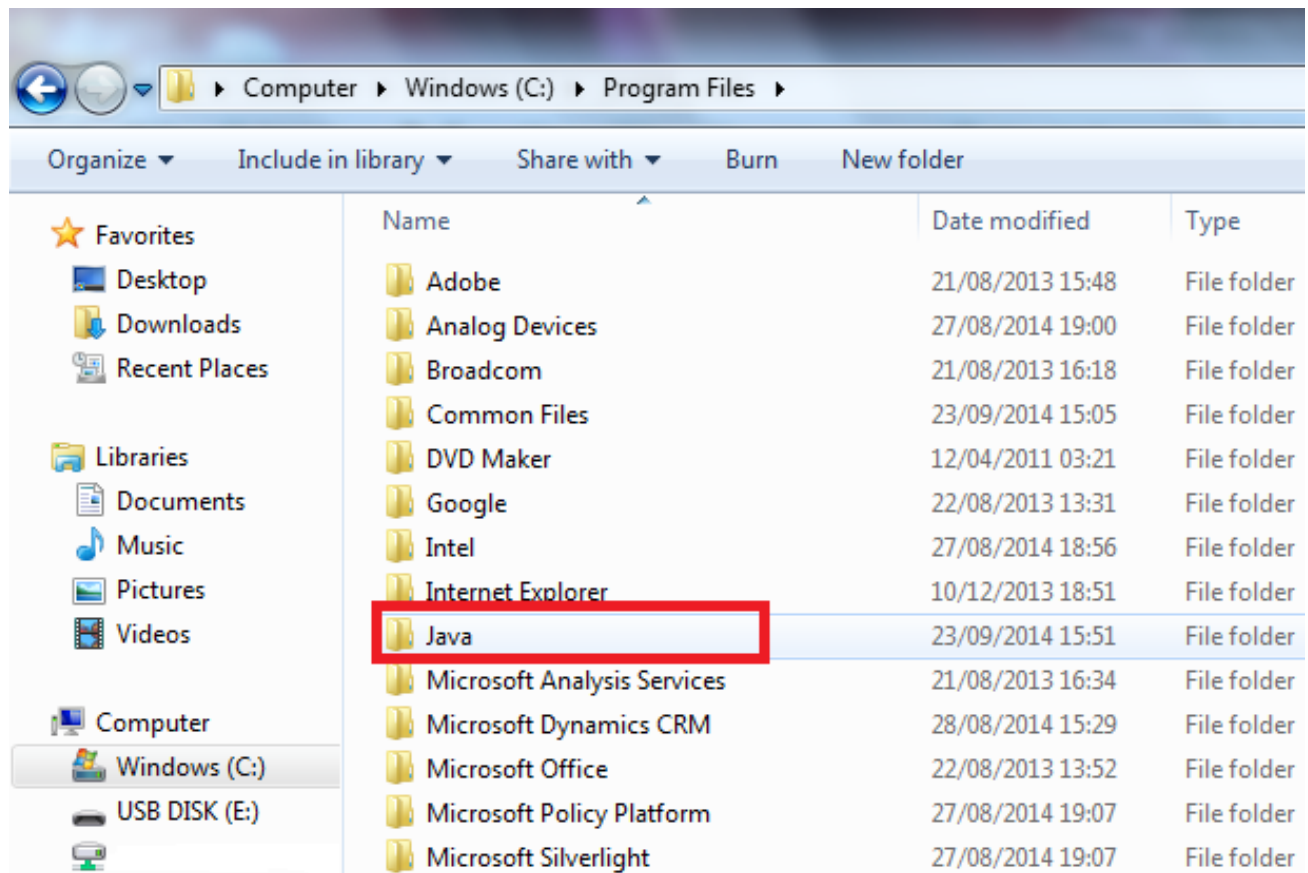 Computer Windows (C:) Program Files
Organize Include in library Share with Burn New folder
Name Date modified Type
Favorites
Desktop
Downloads
Recent Places
Libraries
Documents
Music
Pictures
Videos
Computer
Windows (C:)
USB DISK (E:)
Adobe 21/08/2013 15:48 File folder
Analog Devices 27/08/2014 19:00 File folder
Broadcom 21/08/2013 16:18 File folder
Common Files 23/09/2014 15:05 File folder
DVD Maker 12/04/2011 03:21 File folder
Google 22/08/2013 13:31 File folder
Intel 27/08/2014 18:56 File folder
Internet Explorer 10/12/2013 18:51 File folder
Java 23/09/2014 15:51 File folder
Microsoft Analysis Services 21/08/2013 16:34 File folder
Microsoft Dynamics CRM 28/08/2014 15:29 File folder
Microsoft Office 22/08/2013 13:52 File folder
Microsoft Policy Platform 27/08/2014 19:07 File folder
Microsoft Silverlight 27/08/2014 19:07 File folder